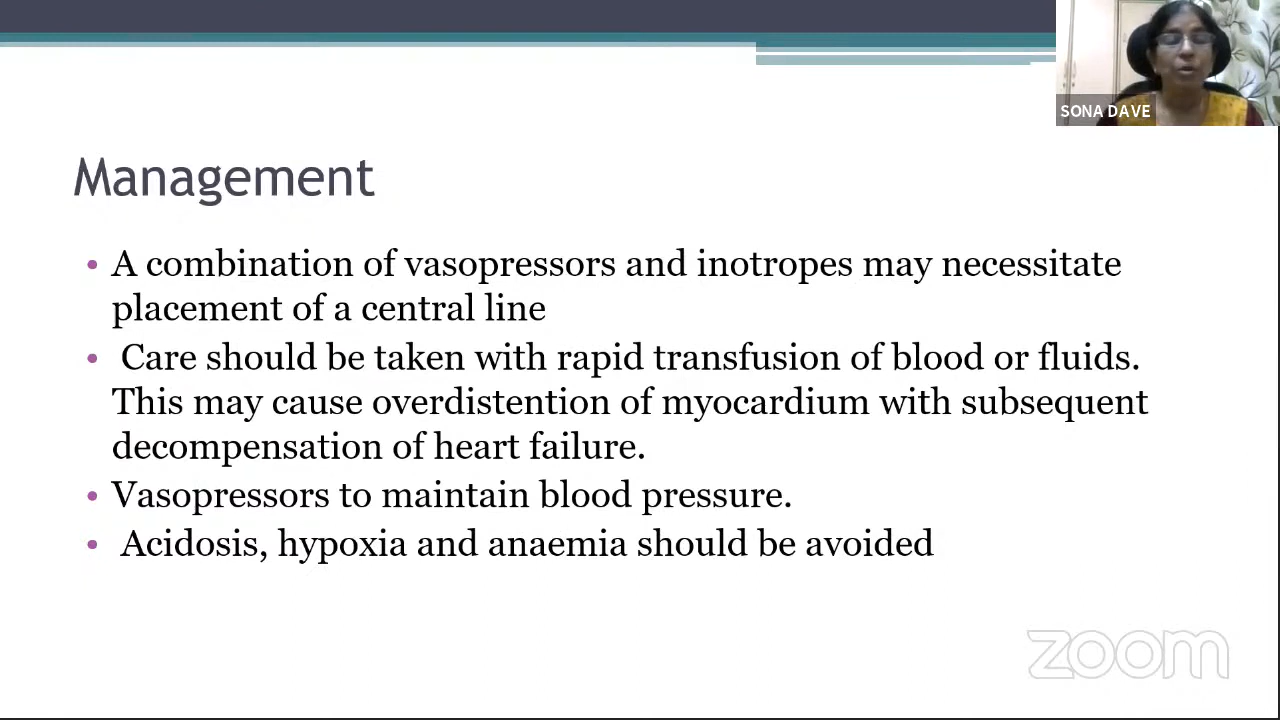 SONA DAVE
Management
• A combination of vasopressors and inotropes may necessitate
placement of a central line
• Care should be taken with rapid transfusion of blood or fluids.
This may cause overdistention of myocardium with subsequent
decompensation of heart failure.
• Vasopressors to maintain blood pressure.
• Acidosis, hypoxia and anaemia should be avoided
zoom